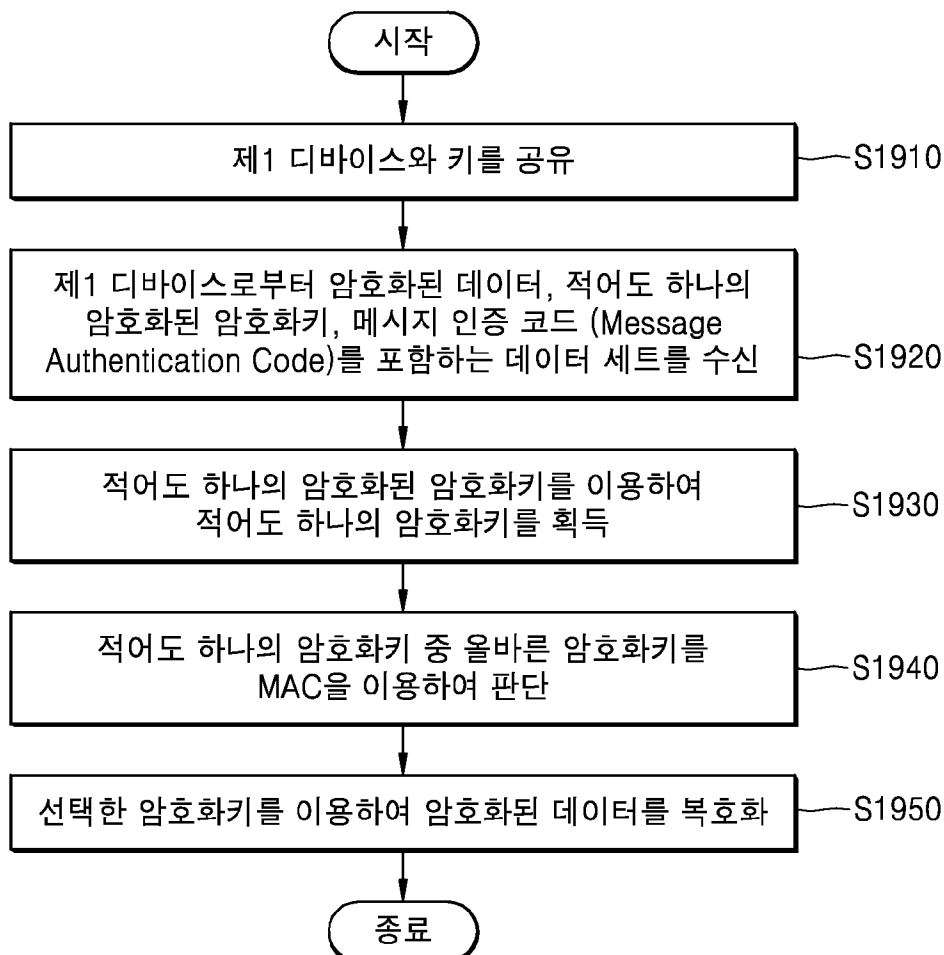 시작
제1 디바이스와 키를 공유
S1910
제1 디바이스로부터 암호화된 데이터, 적어도 하나의
암호화된 암호화키, 메시지 인증 코드 (Message
Authentication Code)를 포함하는 데이터 세트를 수신
S1920
적어도 하나의 암호화된 암호화키를 이용하여
적어도 하나의 암호화키를 획득
S1930
적어도 하나의 암호화키 중 올바른 암호화키를
MAC을 이용하여 판단
S1940
선택한 암호화키를 이용하여 암호화된 데이터를 복호화
S1950
종료